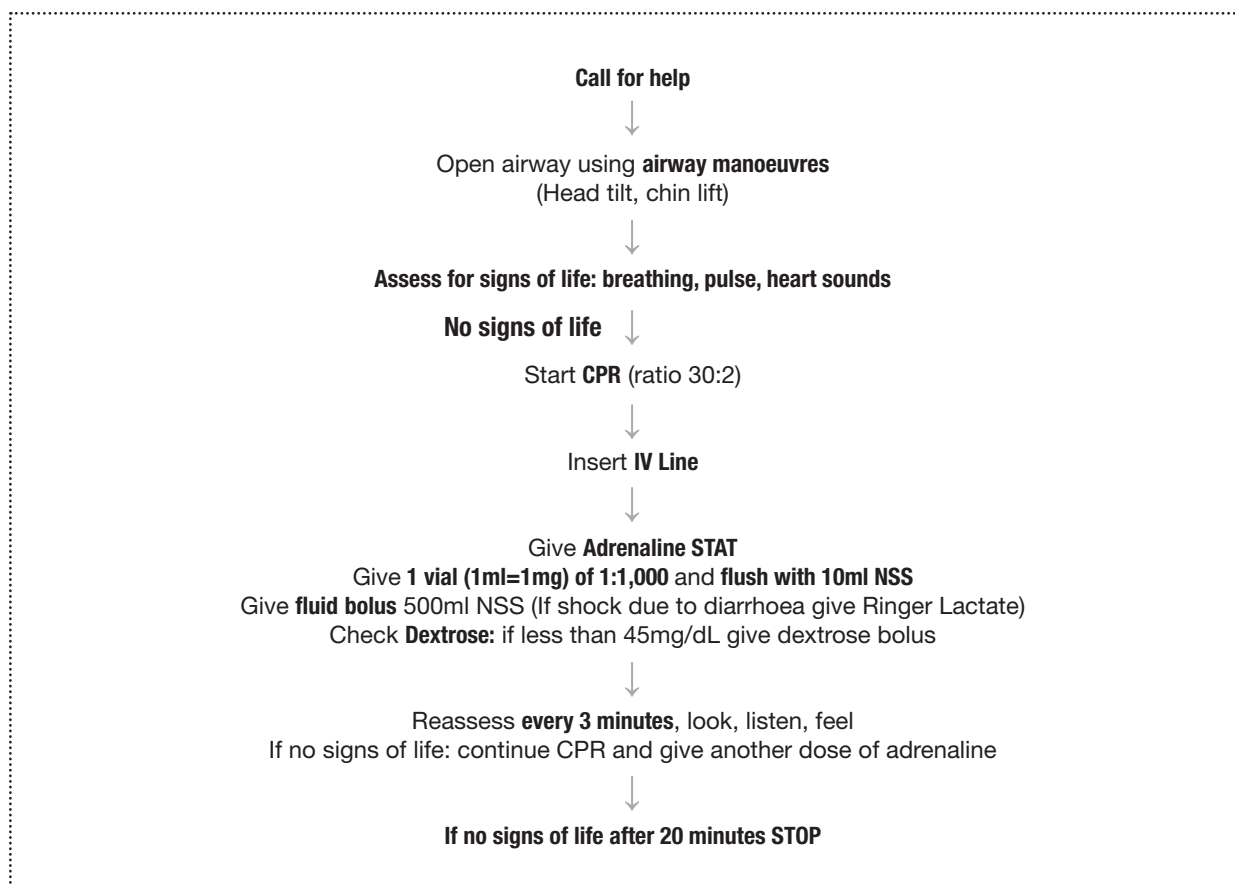 Call for help
Open airway using airway manoeuvres
(Head tilt, chin lift)
Assess for signs of life: breathing, pulse, heart sounds
No signs of life
Start CPR (ratio 30:2)
Insert IV Line
Give Adrenaline STAT
Give 1 vial (1ml=1mg) of 1:1,000 and flush with 10ml NSS
Give fluid bolus 500ml NSS (If shock due to diarrhoea give Ringer Lactate)
Check Dextrose: if less than 45mg/dL give dextrose bolus
Reassess every 3 minutes, look, listen, feel
If no signs of life: continue CPR and give another dose of adrenaline
If no signs of life after 20 minutes STOP